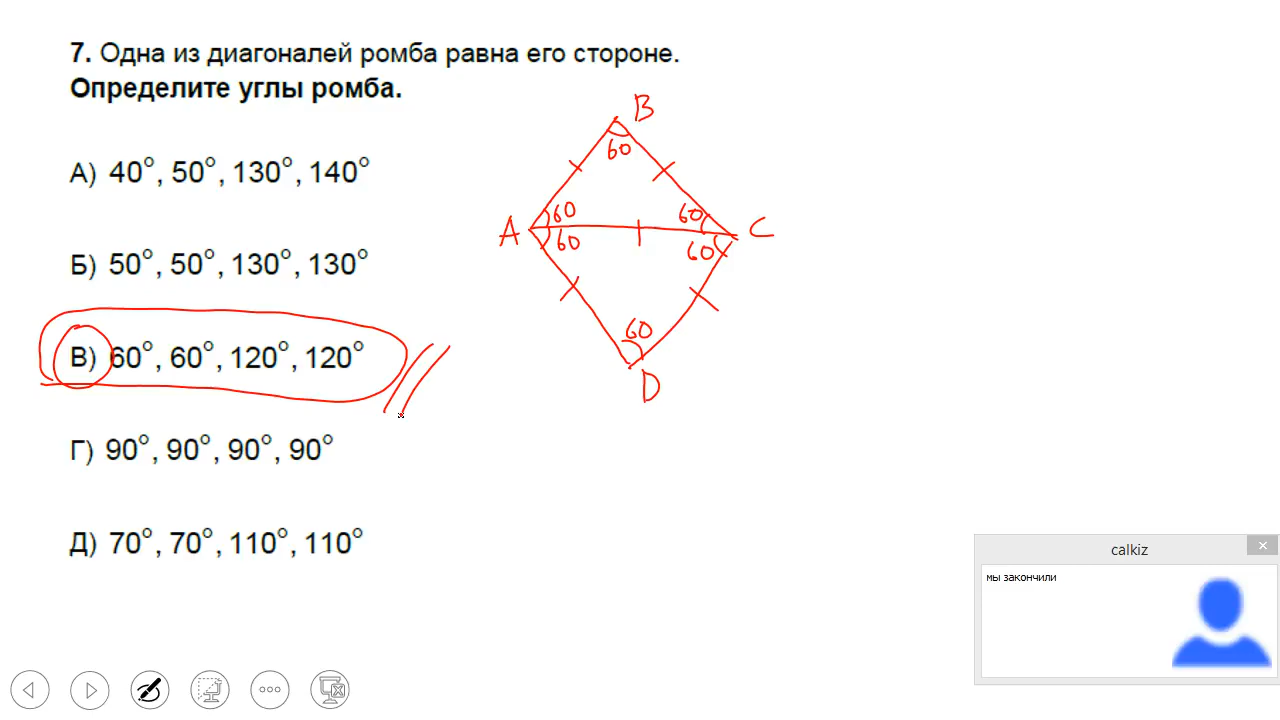 7. Одна из диагоналей ромба равна его стороне.
Определите углы ромба.
А) 40°, 50°, 130°, 140°
Б) 50°, 50°, 130°, 130°
В) 60°, 60°, 120°, 120°
Г) 90°, 90°, 90°, 90°
Д) 70°, 70°, 110°, 110°
B
60
60
60
A
C
60
60
60
D
calkiz
мы закончили